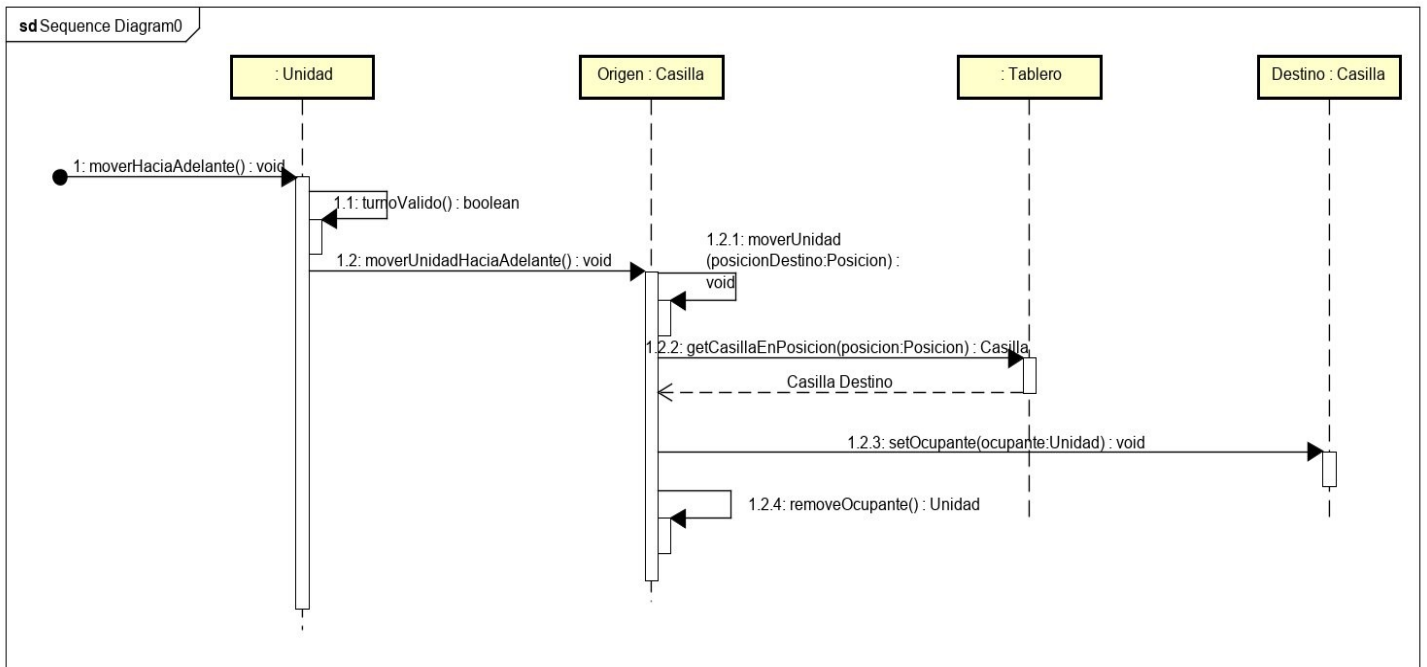 sd Sequence Diagram0
: Unidad
Origen : Casilla
: Tablero
Destino : Casilla
1: moverHaciaAdelante() : void
1.1: turnoValido() : boolean
1.2: moverUnidadHaciaAdelante() : void
1.2.1: moverUnidad
(posicionDestino:Posicion) :
void
1.2.2: getCasillaEnPosicion(posicion:Posicion) : Casilla
Casilla Destino
1.2.3: setOcupante(ocupante:Unidad) : void
1.2.4: removeOcupante() : Unidad